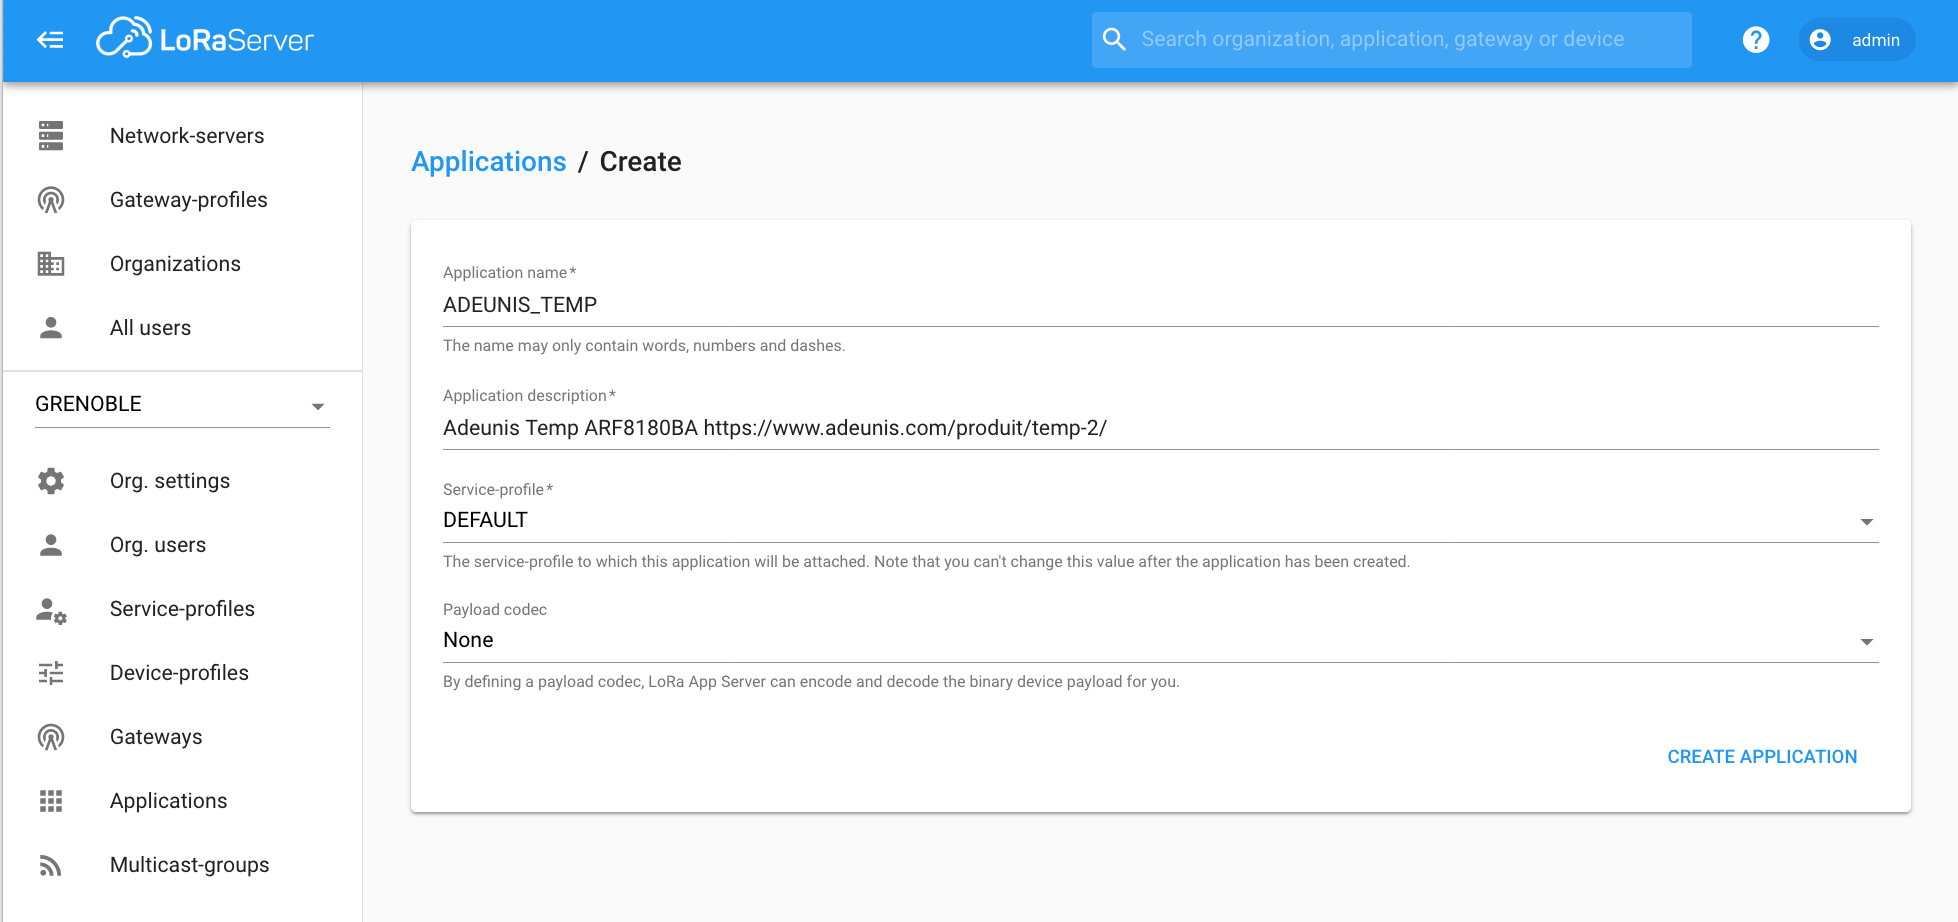 LoRaServer
Search organization, application, gateway or device
admin
Network-servers
Gateway-profiles
Organizations
All users
GRENOBLE
Org. settings
Org. users
Service-profiles
Device-profiles
Gateways
Applications
Multicast-groups
Applications / Create
Application name *
ADEUNIS_TEMP
The name may only contain words, numbers and dashes.
Application description *
Adeunis Temp ARF8180BA https://www.adeunis.com/produit/temp-2/
Service-profile *
DEFAULT
The service-profile to which this application will be attached. Note that you can't change this value after the application has been created.
Payload codec
None
By defining a payload codec, LoRa App Server can encode and decode the binary device payload for you.
CREATE APPLICATION